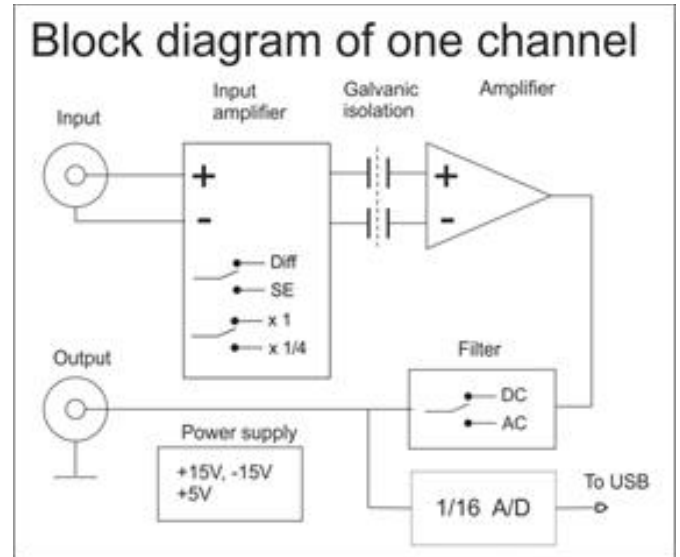 Block diagram of one channel
Input
Input
amplifier
Galvanic
isolation
Amplifier
+
-
+
-
Diff
SE
x 1
x 1/4
Output
Filter
DC
AC
Power supply
+15V, -15V
+5V
1/16 A/D
To USB